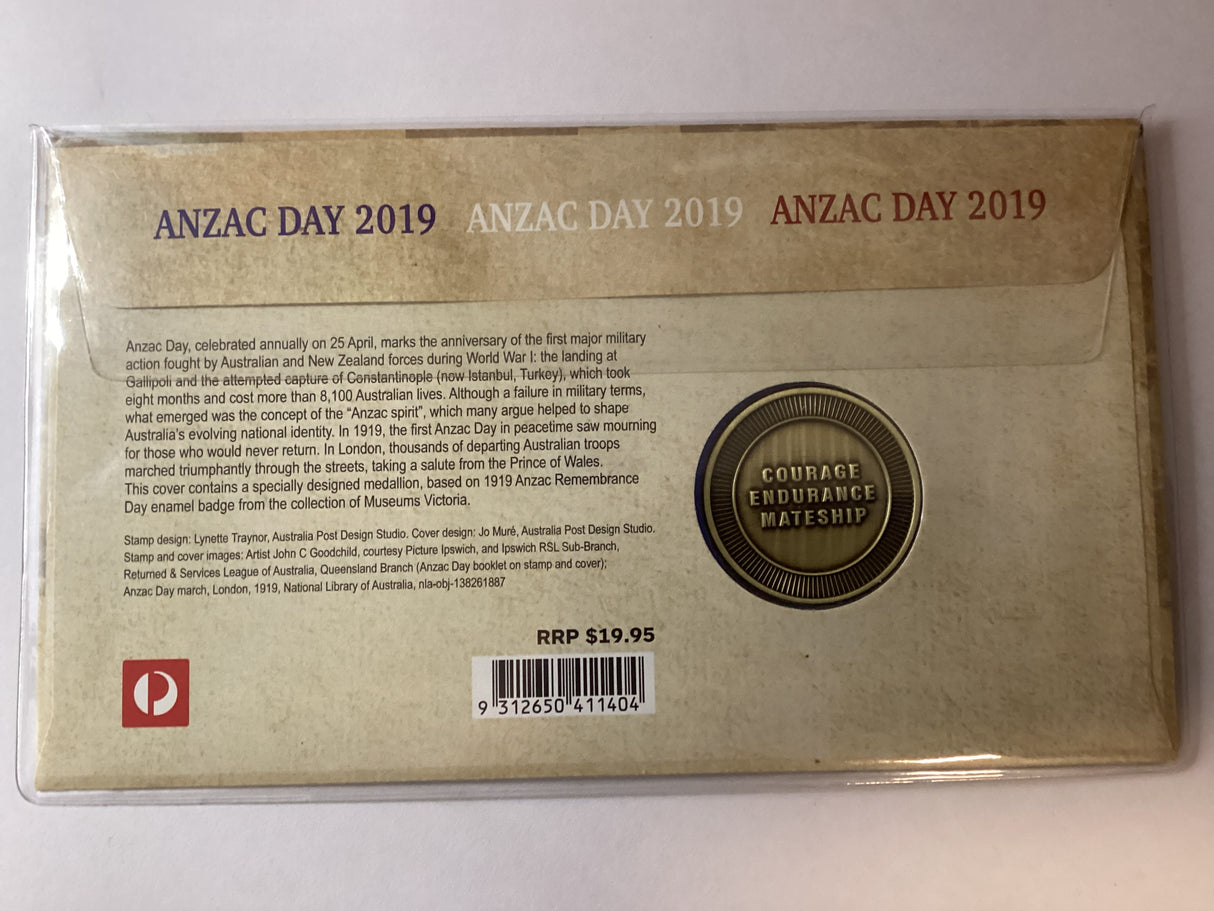 ANZAC DAY 2019 ANZAC DAY 2019 ANZAC DAY 2019
Anzac Day, celebrated annually on 25 April, marks the anniversary of the first major military
action fought by Australian and New Zealand forces during World War I: the landing at
Gallipoli and the attempted capture of Constantinople (now Istanbul, Turkey), which took
eight months and cost more than 8,100 Australian lives. Although a failure in military terms,
what emerged was the concept of the “Anzac spirit”, which many argue helped to shape
Australia's evolving national identity. In 1919, the first Anzac Day in peacetime saw mourning
for those who would never return. In London, thousands of departing Australian troops
marched triumphantly through the streets, taking a salute from the Prince of Wales.
This cover contains a specially designed medallion, based on 1919 Anzac Remembrance
Day enamel badge from the collection of Museums Victoria.
Stamp design: Lynette Traynor, Australia Post Design Studio. Cover design: Jo Muré, Australia Post Design Studio.
Stamp and cover images: Artist John C Goodchild, courtesy Picture Ipswich, and Ipswich RSL Sub-Branch,
Returned & Services League of Australia, Queensland Branch (Anzac Day booklet on stamp and cover);
Anzac Day march, London, 1919, National Library of Australia, nla-obj-138261887
COURAGE
ENDURANCE
MATESHIP
RRP $19.95
9 312650 411404